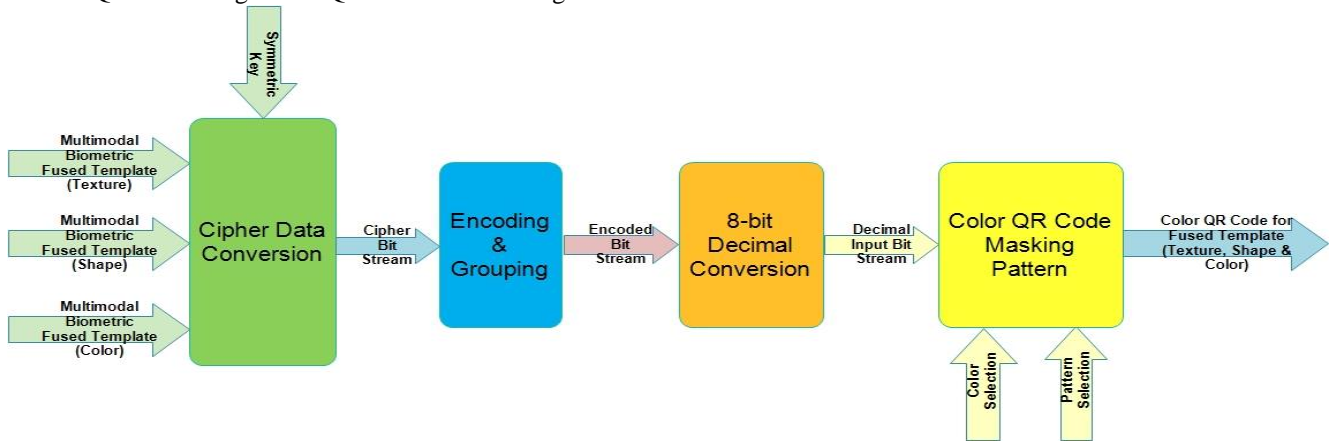 Symmetric
Key
Multimodal
Biometric
Fused Template
(Texture)
Multimodal
Biometric
Fused Template
(Shape)
Multimodal
Biometric
Fused Template
(Color)
Cipher Data
Conversion
Cipher
Bit
Stream
Encoding
&
Grouping
Encoded
Bit
Stream
8-bit
Decimal
Conversion
Decimal
Input Bit
Stream
Color QR Code
Masking
Pattern
Color
Selection
Pattern
Selection
Color QR Code for
Fused Template
(Texture, Shape &
Color)